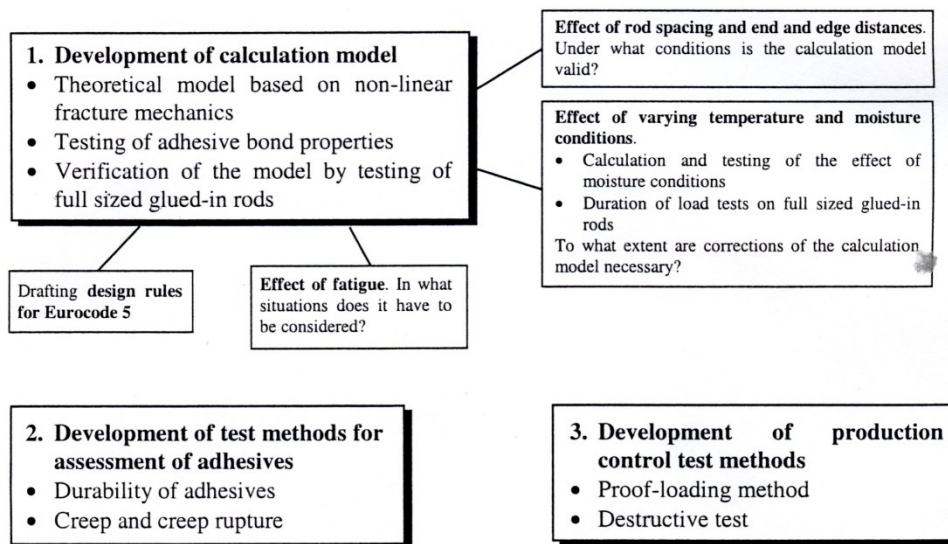 1. Development of calculation model
• Theoretical model based on non-linear
fracture mechanics
• Testing of adhesive bond properties
• Verification of the model by testing of
full sized glued-in rods
Effect of rod spacing and end and edge distances.
Under what conditions is the calculation model
valid?
Effect of varying temperature and moisture
conditions.
• Calculation and testing of the effect of
moisture conditions
• Duration of load tests on full sized glued-in
rods
To what extent are corrections of the calculation
model necessary?
Drafting design rules
for Eurocode 5
Effect of fatigue. In what
situations does it have to
be considered?
2. Development of test methods for
assessment of adhesives
• Durability of adhesives
• Creep and creep rupture
3. Development of production
control test methods
• Proof-loading method
• Destructive test